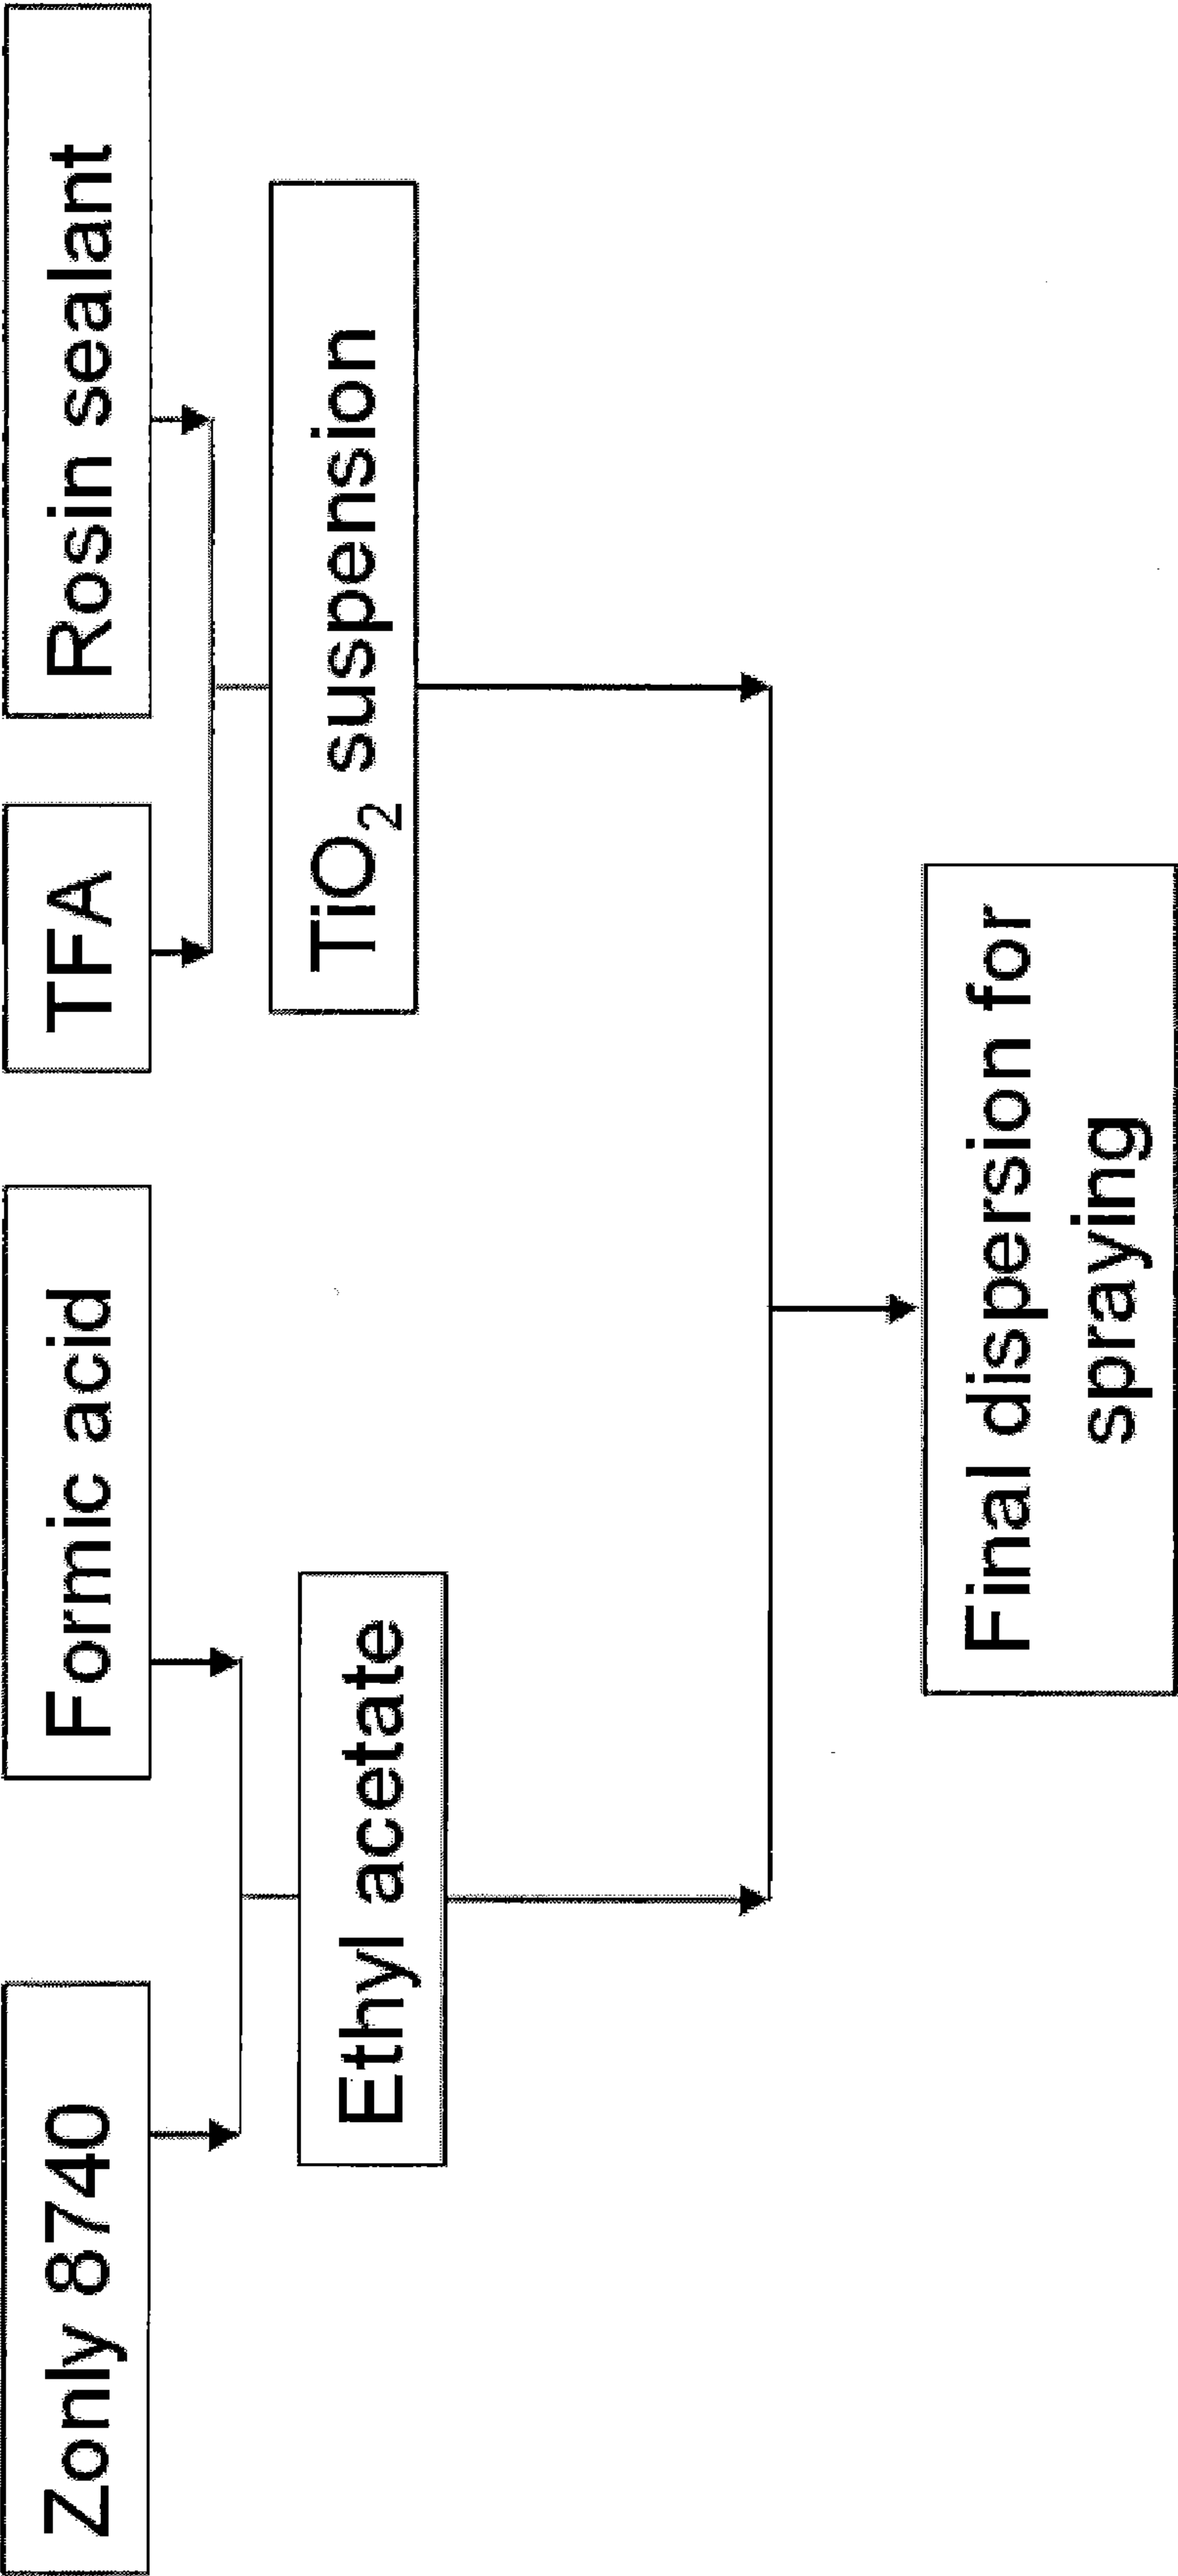 Zonly 8740
Formic acid
TFA
Rosin sealant
Ethyl acetate
TiO₂ suspension
Final dispersion for
spraying